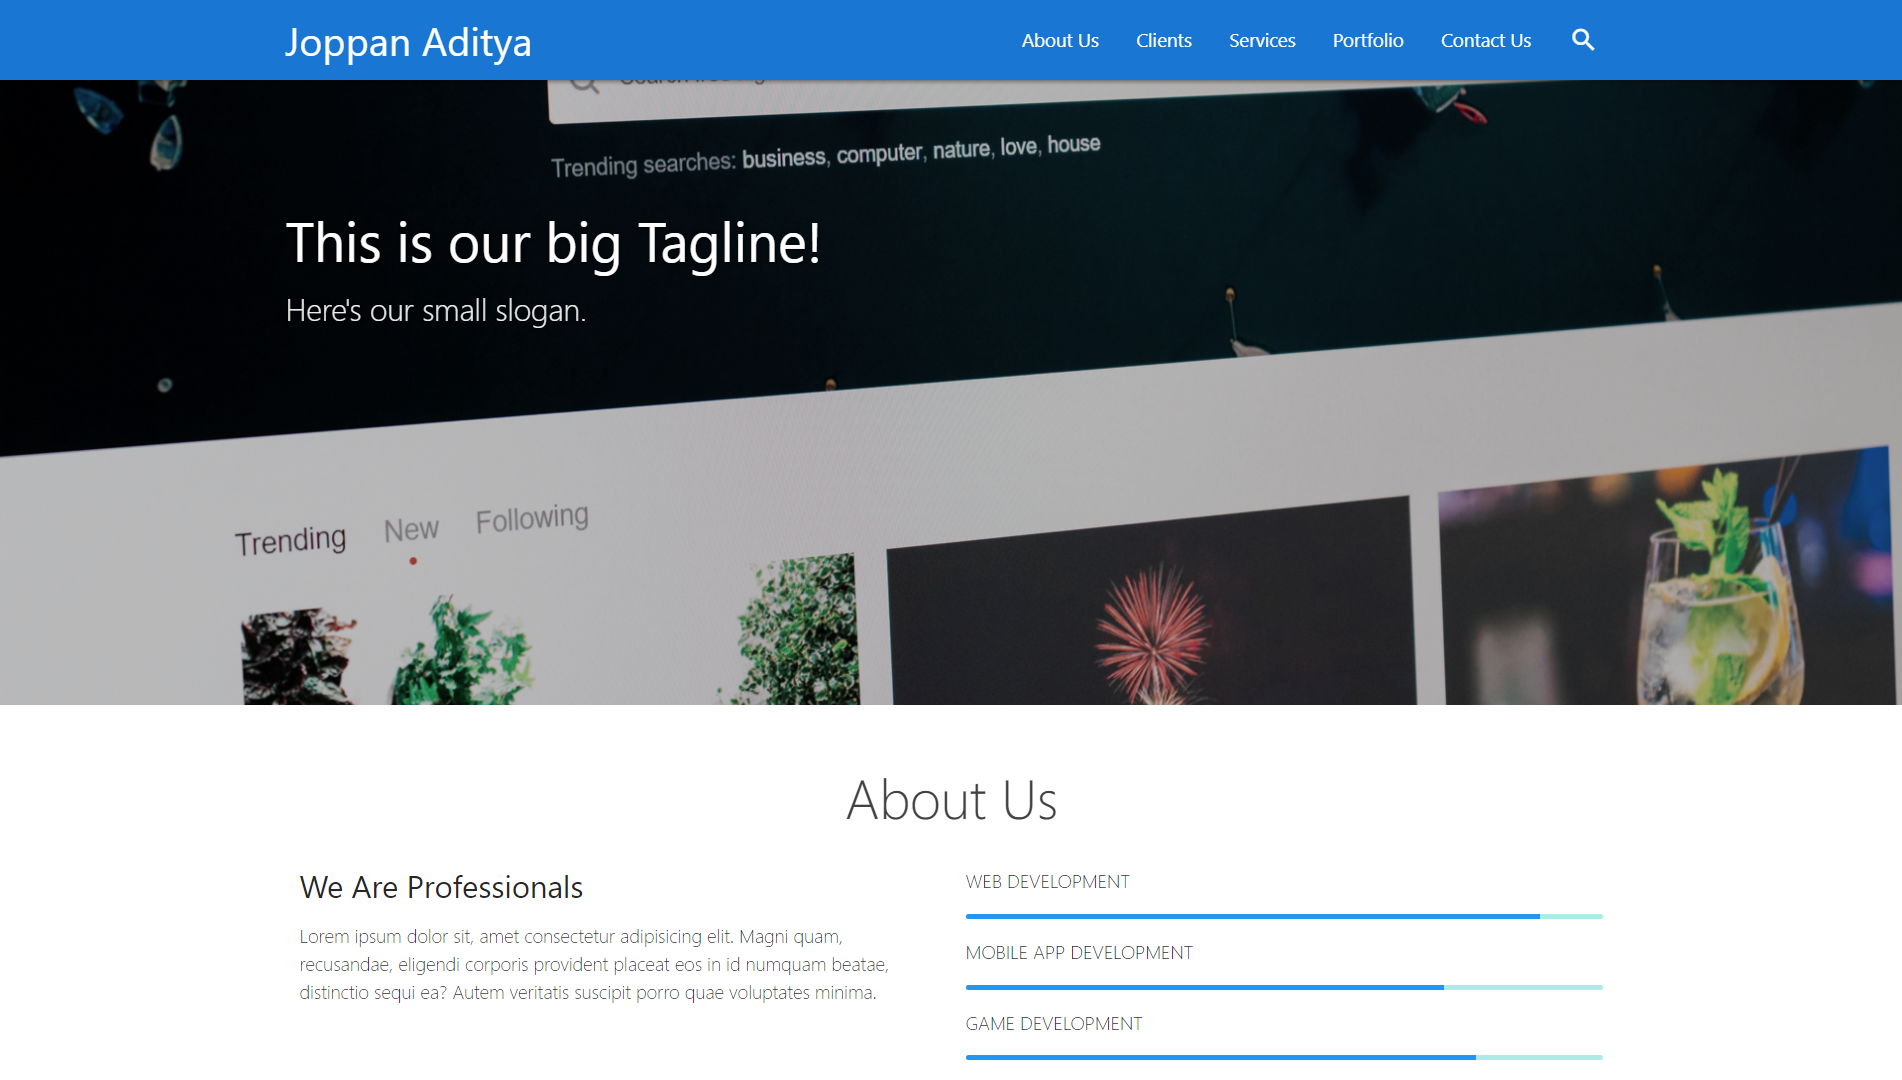 Joppan Aditya
About Us
Clients
Services
Portfolio
Contact Us
Trending searches: business, computer, nature, love, house
This is our big Tagline!
Here's our small slogan.
Trending
New
Following
About Us
We Are Professionals
Lorem ipsum dolor sit, amet consectetur adipisicing elit. Magni quam,
recusandae, eligendi corporis provident placeat eos in id numquam beatae,
distinctio sequi ea? Autem veritatis suscipit porro quae voluptates minima.
WEB DEVELOPMENT
MOBILE APP DEVELOPMENT
GAME DEVELOPMENT